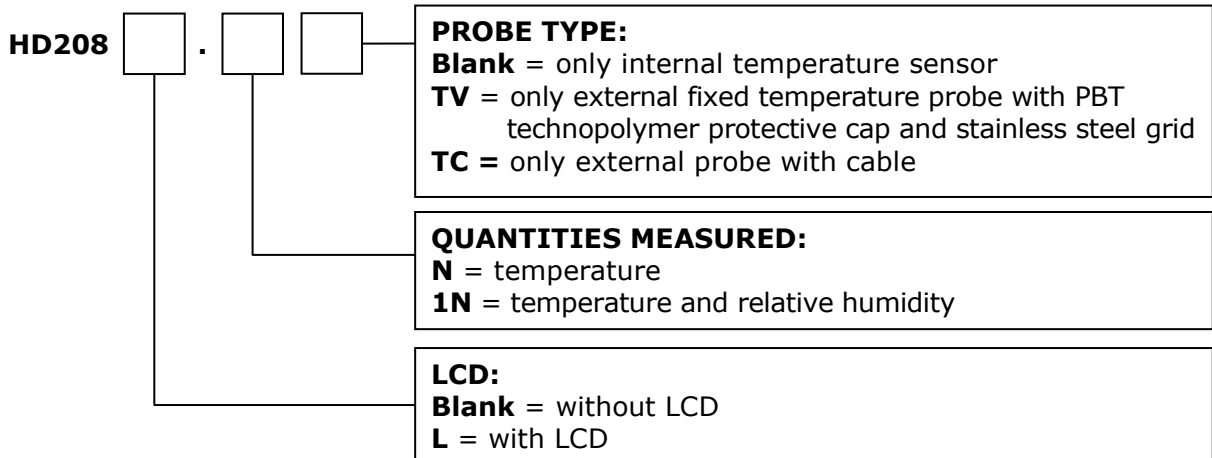 HD208 .
PROBE TYPE:
Blank = only internal temperature sensor
TV = only external fixed temperature probe with PBT
technopolymer protective cap and stainless steel grid
TC = only external probe with cable
QUANTITIES MEASURED:
N = temperature
1N = temperature and relative humidity
LCD:
Blank = without LCD
L = with LCD